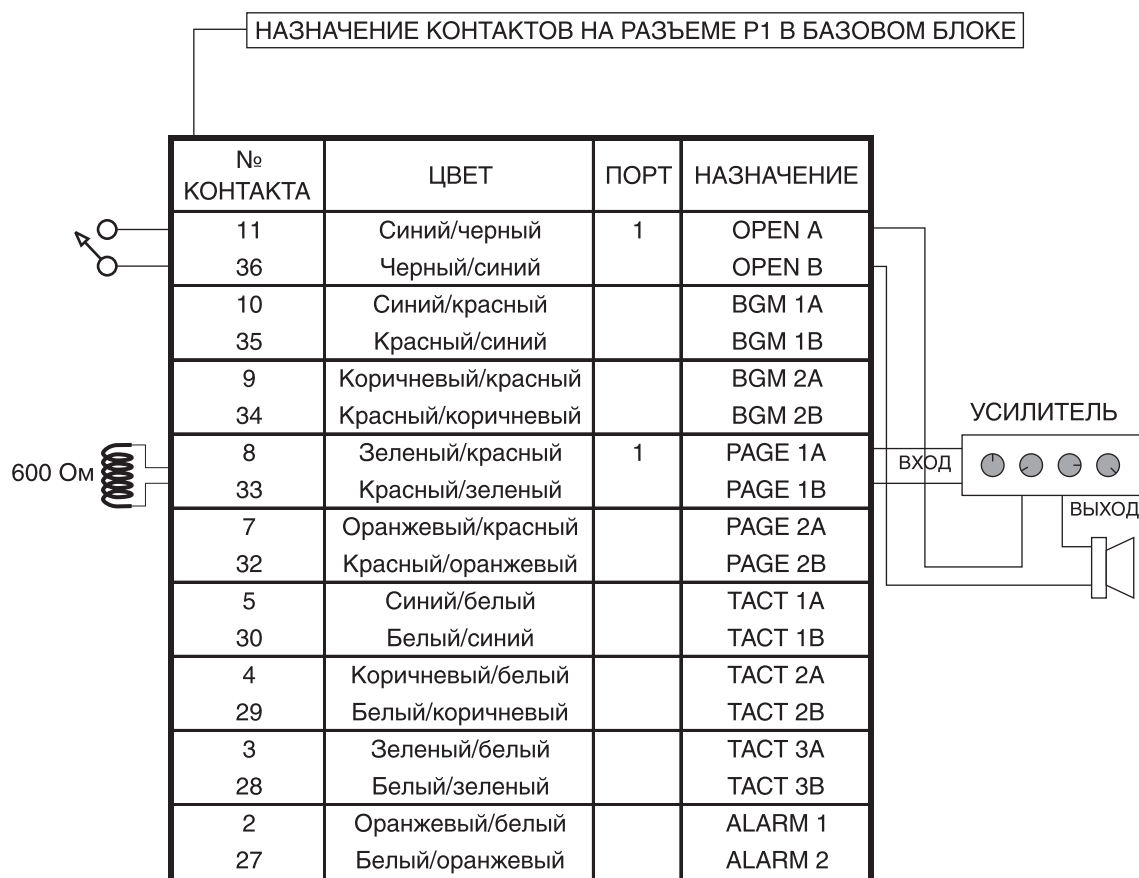 НАЗНАЧЕНИЕ КОНТАКТОВ НА РАЗЪЕМЕ P1 В БАЗОВОМ БЛОКЕ
№ КОНТАКТА ЦВЕТ ПОРТ НАЗНАЧЕНИЕ
11 Синий/черный 1 OPEN A
36 Черный/синий OPEN B
10 Синий/красный BGM 1A
35 Красный/синий BGM 1B
9 Коричневый/красный BGM 2A
34 Красный/коричневый BGM 2B
УСИЛИТЕЛЬ
8 Зеленый/красный 1 PAGE 1A
ВХОД
600 Ом
33 Красный/зеленый PAGE 1B
ВЫХОД
7 Оранжевый/красный PAGE 2A
32 Красный/оранжевый PAGE 2B
5 Синий/белый TACT 1A
30 Белый/синий TACT 1B
4 Коричневый/белый TACT 2A
29 Белый/коричневый TACT 2B
3 Зеленый/белый TACT 3A
28 Белый/зеленый TACT 3B
2 Оранжевый/белый ALARM 1
27 Белый/оранжевый ALARM 2